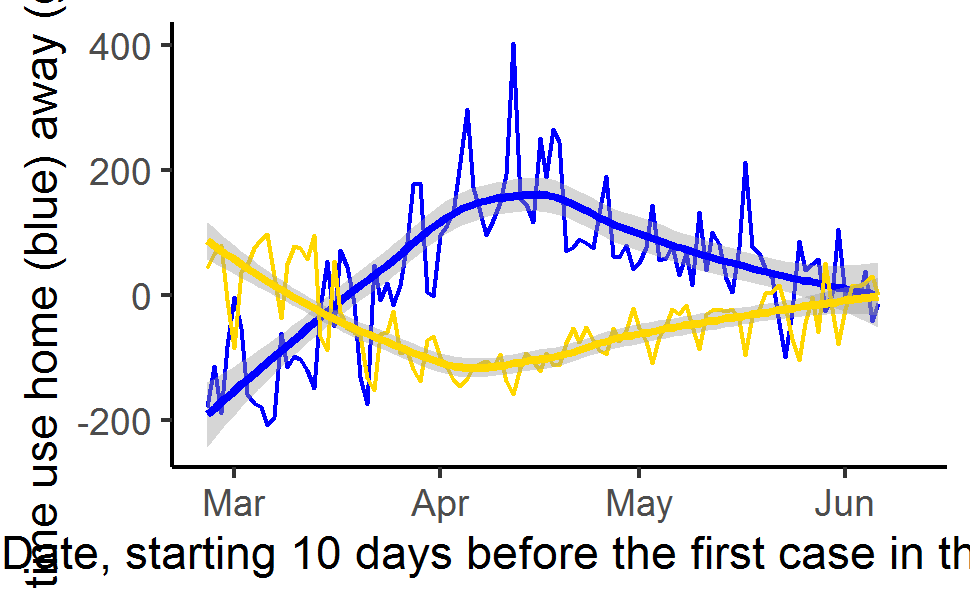 time use home (blue) away (
400
200
0
-200
Mar Apr May Jun
Date, starting 10 days before the first case in th